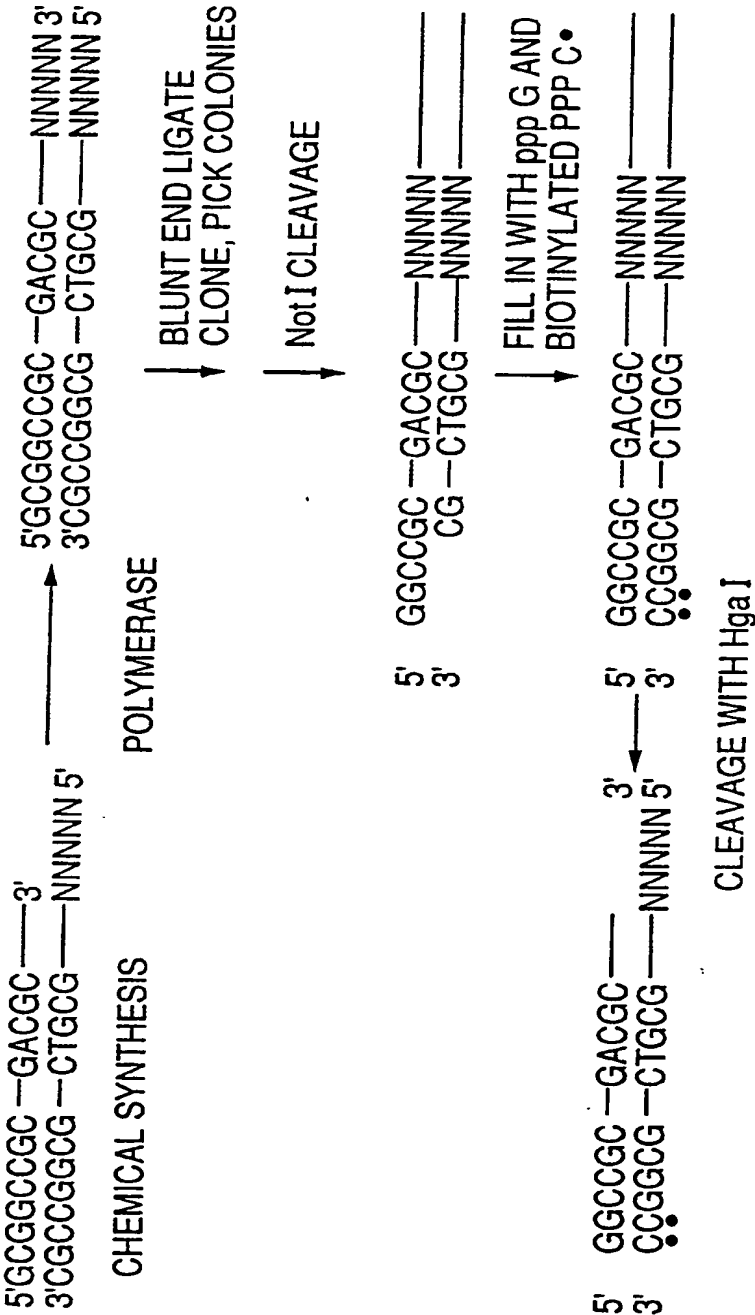 5'GCGGCCGC—GACGC——3'
3'CGCCGGCG—CTGCG——NNNNN 5'
CHEMICAL SYNTHESIS
POLYMERASE
5'GCGGCCGC—GACGC——NNNNN 3'
3'CGCCGGCG—CTGCG——NNNNN 5'
BLUNT END LIGATE
CLONE, PICK COLONIES
NotI CLEAVAGE
5' GGCCGC—GACGC——NNNNN——
3' CG—CTGCG——NNNNN——
FILL IN WITH ppp G AND
BIOTINYLATED PPP C•
5' GGCCGC—GACGC——NNNNN——
3' CCGGCG—CTGCG——NNNNN——
CLEAVAGE WITH HgaI
5' GGCCGC—GACGC—— 3'
3' CCGGCG—CTGCG——NNNNN 5'